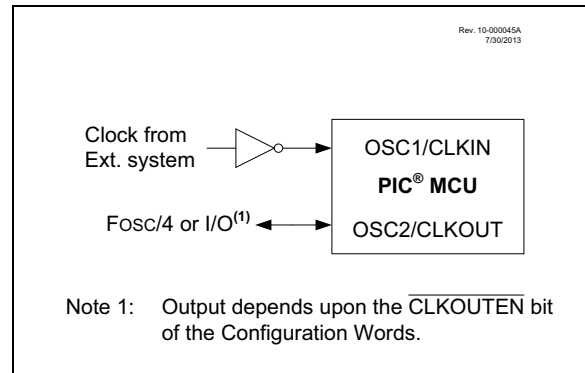 Rev. 10-000045A
7/30/2013
Clock from
Ext. system
OSC1/CLKIN
PIC® MCU
FOSC/4 or I/O(1)
OSC2/CLKOUT
Note 1: Output depends upon the CLKOUTEN bit
of the Configuration Words.